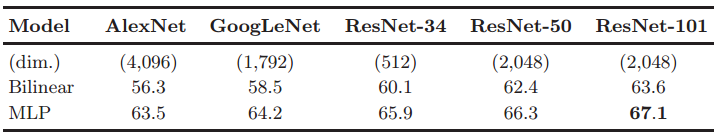 Model AlexNet GoogLeNet ResNet-34 ResNet-50 ResNet-101
(dim.) (4,096) (1,792) (512) (2,048) (2,048)
Bilinear 56.3 58.5 60.1 62.4 63.6
MLP 63.5 64.2 65.9 66.3 67.1